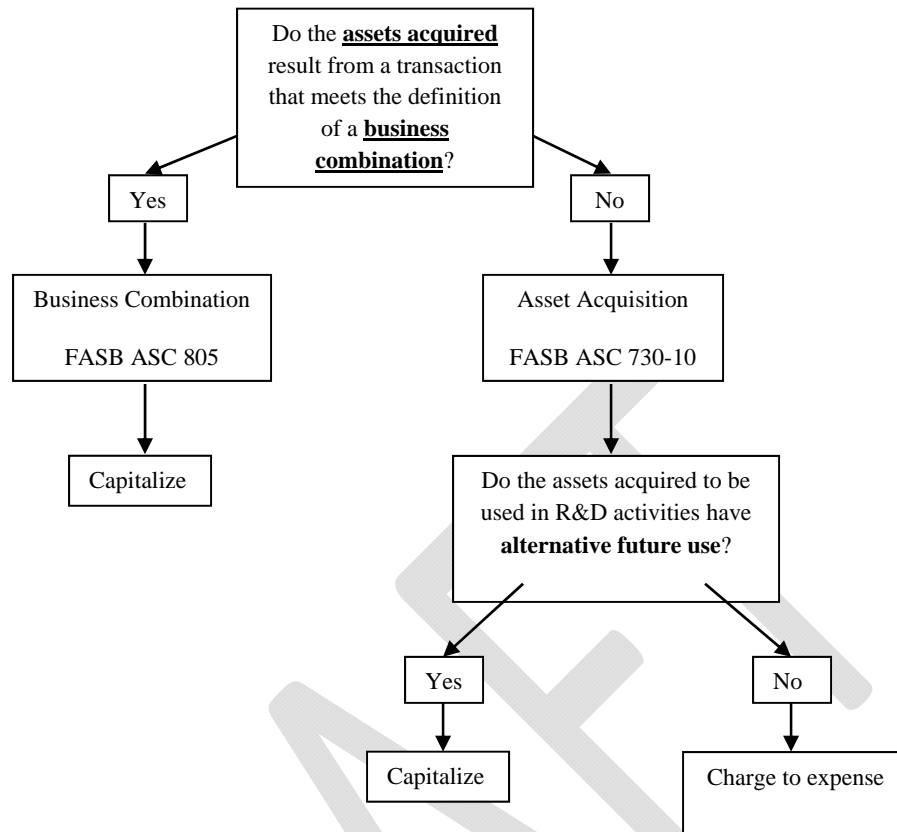 Do the assets acquired
result from a transaction
that meets the definition
of a business
combination?
Yes
No
Business Combination
FASB ASC 805
Asset Acquisition
FASB ASC 730-10
Capitalize
Do the assets acquired to be
used in R&D activities have
alternative future use?
Yes
No
Capitalize
Charge to expense